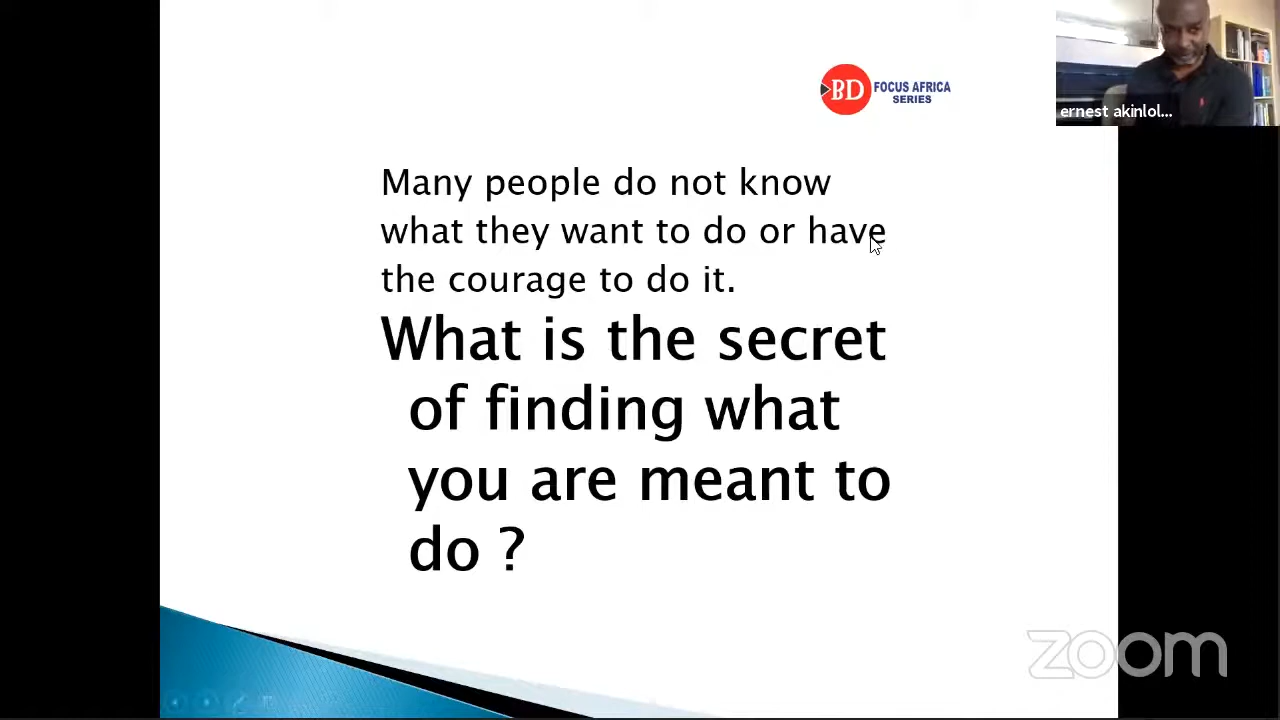 BD FOCUS AFRICA
SERIES
ernest akinlol...
Many people do not know
what they want to do or have
the courage to do it.
What is the secret
of finding what
you are meant to
do ?
zoom